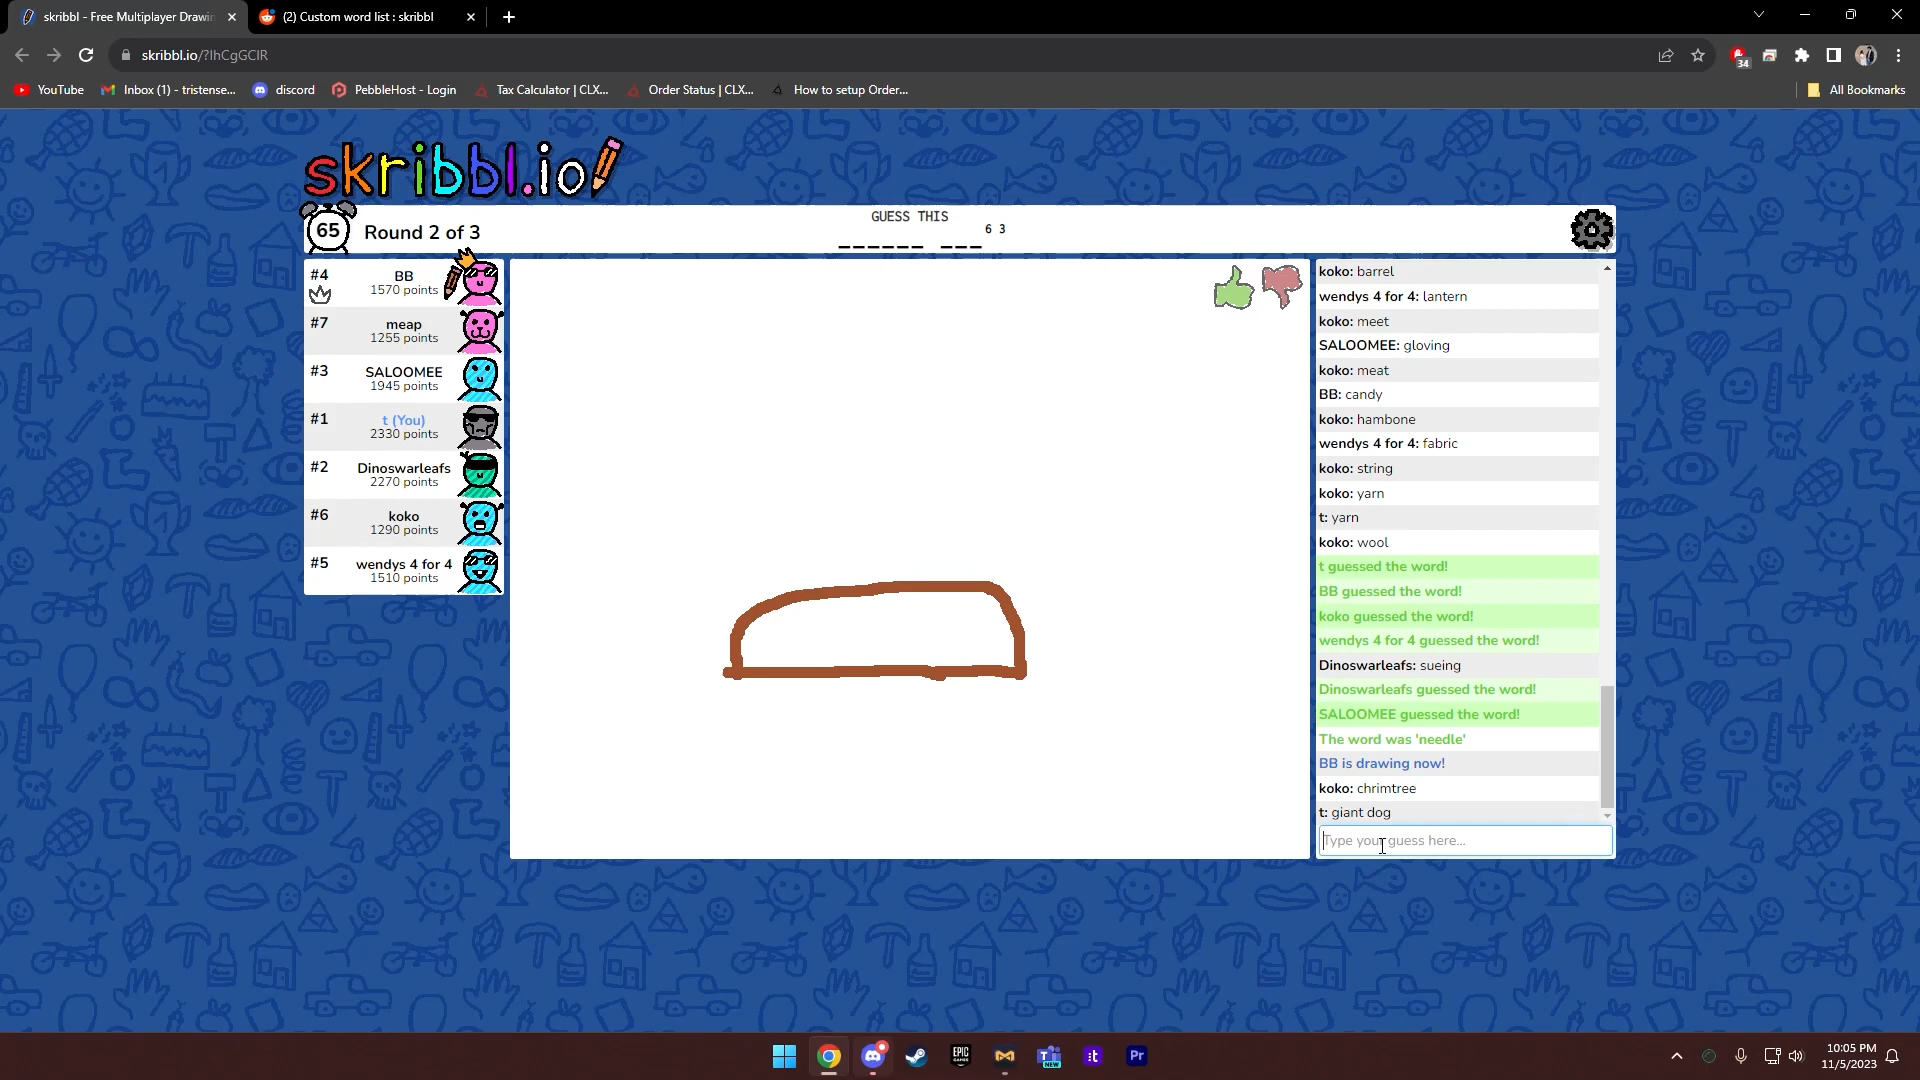 skribbl - Free Multiplayer Drawin
(2) Custom word list : skribbl
skribbl.io/?lhCgGClR
34
YouTube
Inbox (1) - tristense...
discord
PebbleHost - Login
Tax Calculator | CLX...
Order Status | CLX...
How to setup Order...
All Bookmarks
skribbl.io
65
Round 2 of 3
GUESS THIS
______ ___ 6 3
#4
BB
1570 points
#7
meap
1255 points
#3
SALOOMEE
1945 points
#1
t (You)
2330 points
#2
Dinoswarleafs
2270 points
#6
koko
1290 points
#5
wendys 4 for 4
1510 points
koko: barrel
wendys 4 for 4: lantern
koko: meet
SALOOMEE: gloving
koko: meat
BB: candy
koko: hambone
wendys 4 for 4: fabric
koko: string
koko: yarn
t: yarn
koko: wool
t guessed the word!
BB guessed the word!
koko guessed the word!
wendys 4 for 4 guessed the word!
Dinoswarleafs: sueing
Dinoswarleafs guessed the word!
SALOOMEE guessed the word!
The word was 'needle'
BB is drawing now!
koko: chrimtree
t: giant dog
Type your guess here...
EPIC
GAMES
NEW
:t
Pr
10:05 PM
11/5/2023